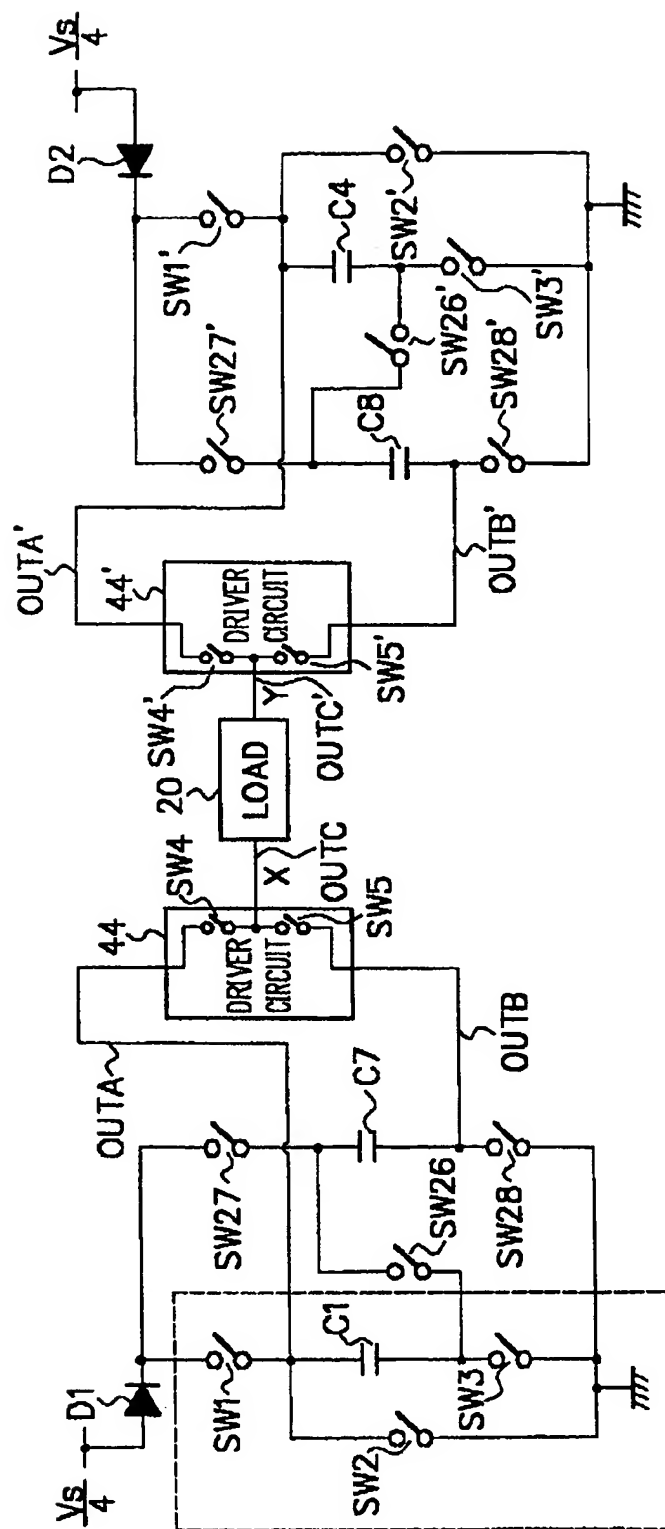 Vs
4
D1
SW1
SW2
C1
SW3
SW27
SW26
C7
SW28
OUTA
OUTB
44
DRIVER
CIRCUIT
SW4
SW5
X
OUTC
20
LOAD
Y
OUTC'
44'
DRIVER
CIRCUIT
SW4'
SW5'
OUTA'
OUTB'
SW27'
C8
SW28'
SW26'
SW1'
C4
SW3'
SW2'
D2
Vs
4